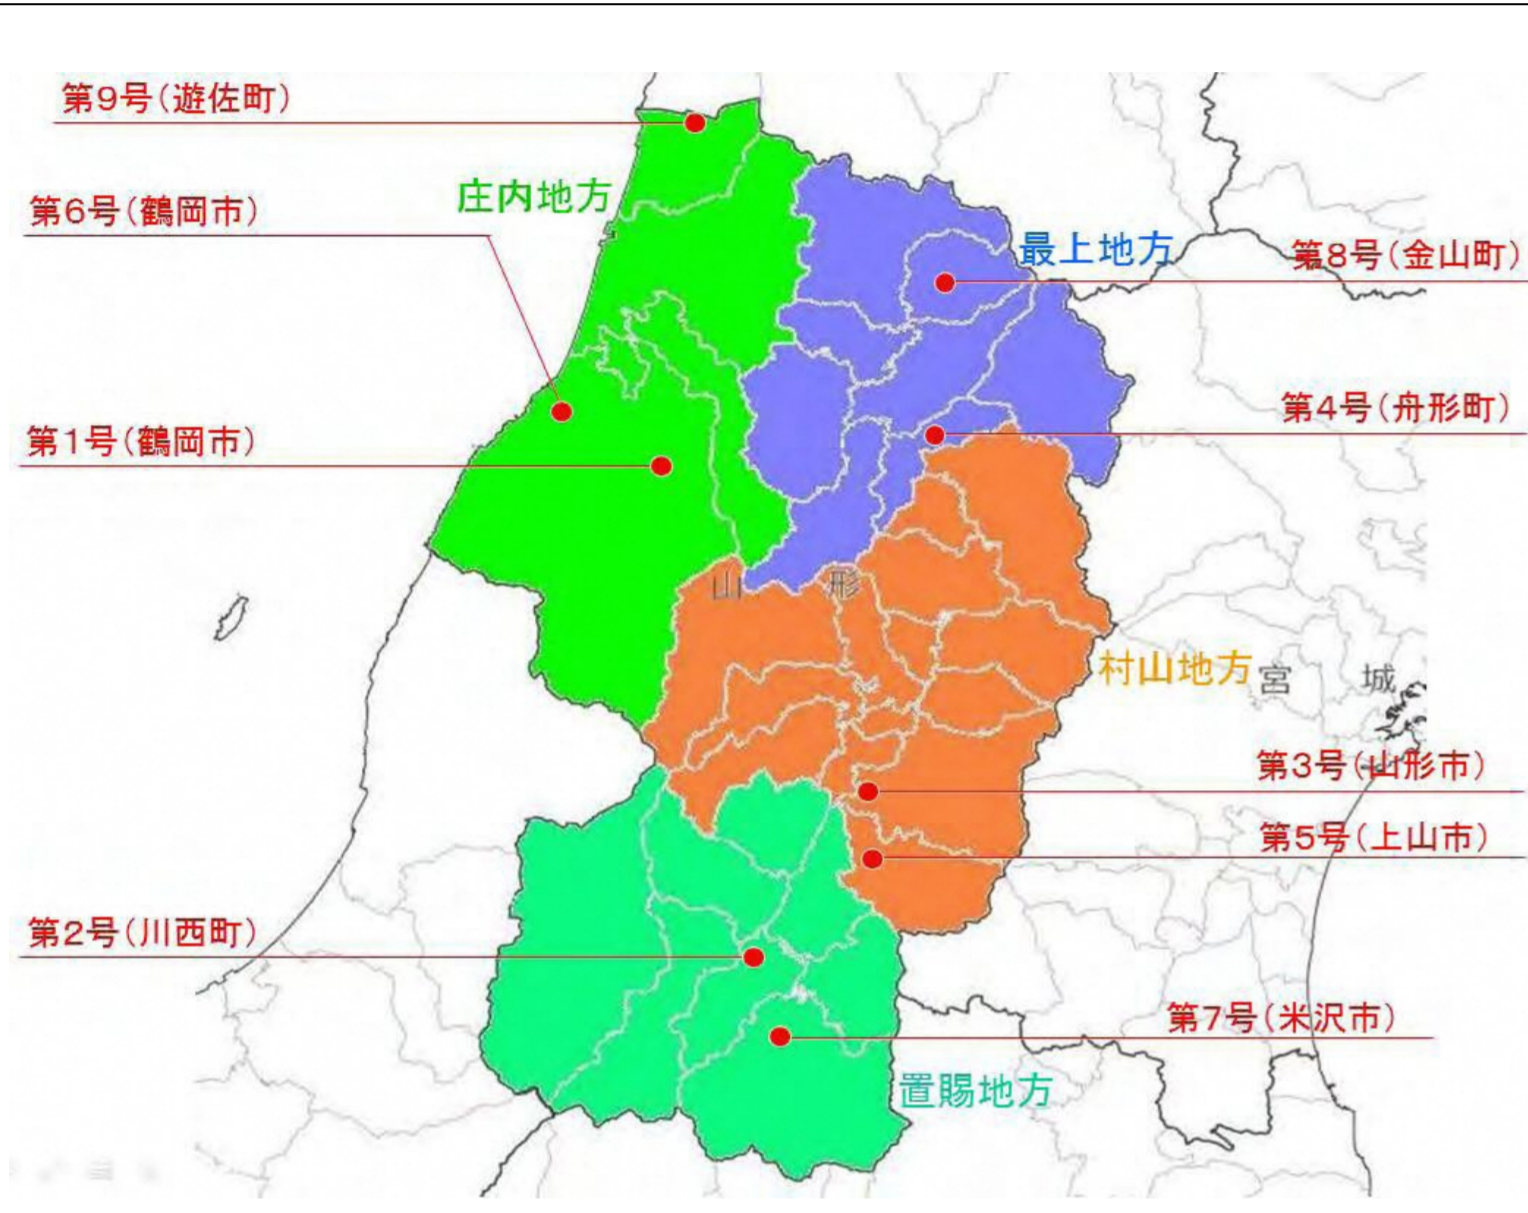 第9号(遊佐町)
庄内地方
第6号(鶴岡市)
最上地方
第8号(金山町)
第4号(舟形町)
第1号(鶴岡市)
山形
村山地方
宮城
第3号(山形市)
第5号(上山市)
第2号(川西町)
第7号(米沢市)
置賜地方